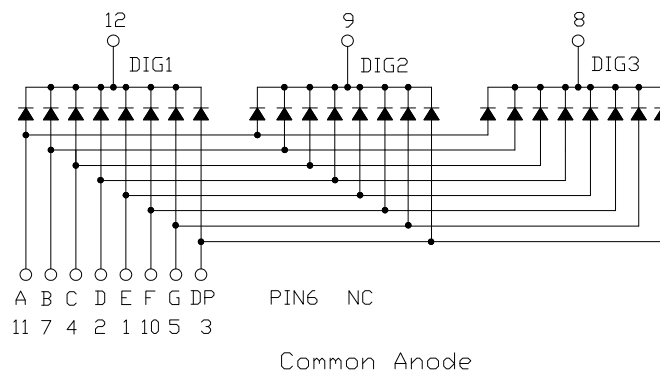 12 9 8
DIG1 DIG2 DIG3
A B C D E F G DP PIN6 NC
11 7 4 2 1 10 5 3
Common Anode